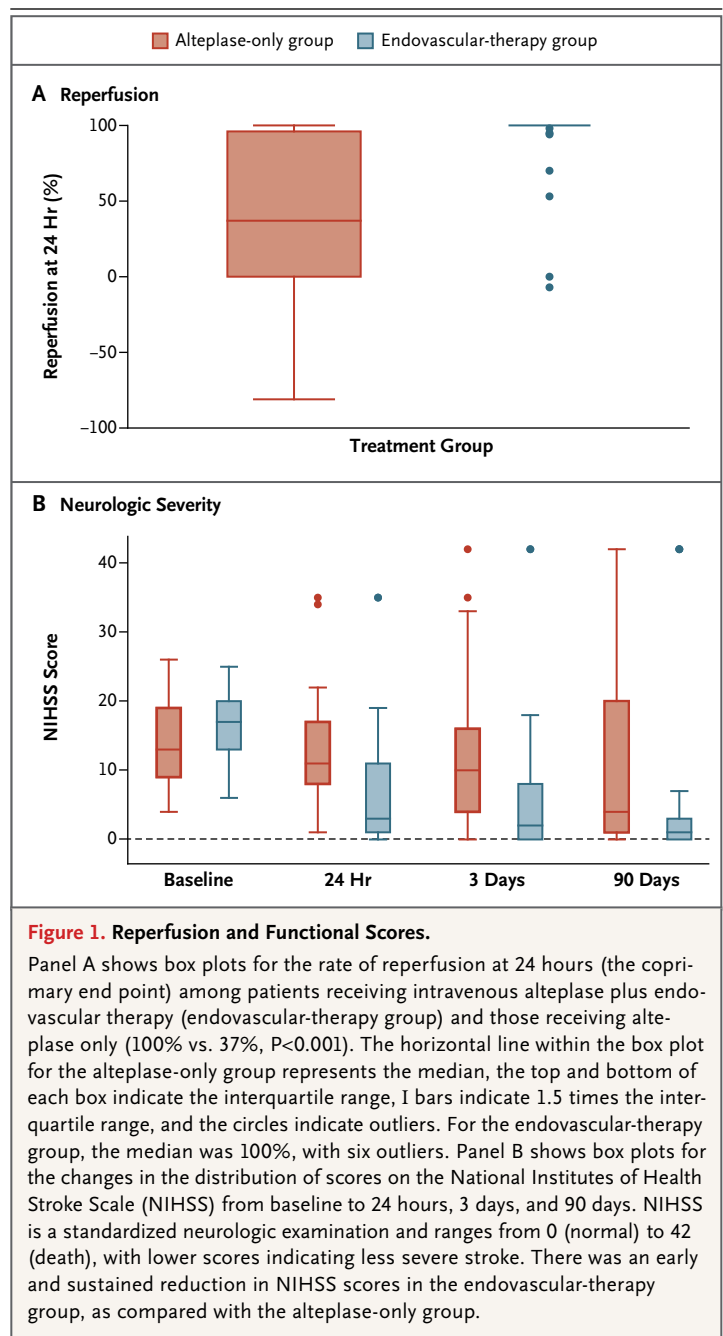 Alteplase-only group Endovascular-therapy group
A Reperfusion
100
50
0
−50
−100
Reperfusion at 24 Hr (%)
Treatment Group
B Neurologic Severity
40
30
20
10
0
NIHSS Score
Baseline 24 Hr 3 Days 90 Days
Figure 1. Reperfusion and Functional Scores.
Panel A shows box plots for the rate of reperfusion at 24 hours (the copri-
mary end point) among patients receiving intravenous alteplase plus endo-
vascular therapy (endovascular-therapy group) and those receiving alte-
plase only (100% vs. 37%, P<0.001). The horizontal line within the box plot
for the alteplase-only group represents the median, the top and bottom of
each box indicate the interquartile range, I bars indicate 1.5 times the inter-
quartile range, and the circles indicate outliers. For the endovascular-therapy
group, the median was 100%, with six outliers. Panel B shows box plots for
the changes in the distribution of scores on the National Institutes of Health
Stroke Scale (NIHSS) from baseline to 24 hours, 3 days, and 90 days. NIHSS
is a standardized neurologic examination and ranges from 0 (normal) to 42
(death), with lower scores indicating less severe stroke. There was an early
and sustained reduction in NIHSS scores in the endovascular-therapy
group, as compared with the alteplase-only group.